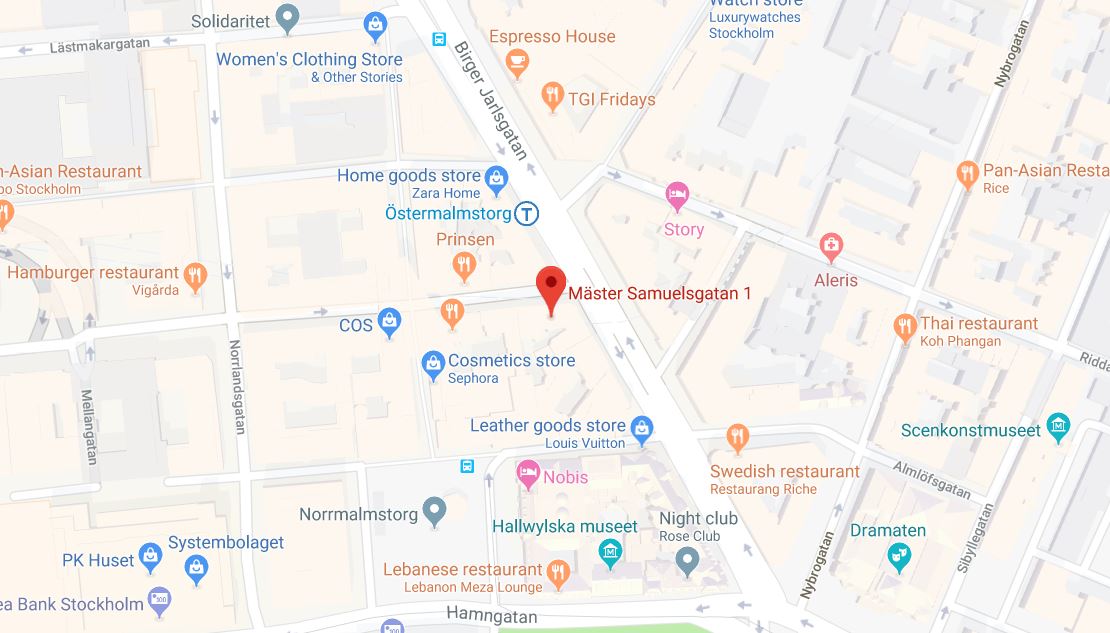 Watch store
Luxurywatches
Stockholm
Solidaritet
Lästmakargatan
Women's Clothing Store
& Other Stories
Espresso House
Birger Jarlsgatan
TGI Fridays
Nybrogatan
n-Asian Restaurant
oo Stockholm
Home goods store
Zara Home
Östermalmstorg
T
Pan-Asian Resta
Rice
Story
Prinsen
Aleris
Hamburger restaurant
Vigårda
Mäster Samuelsgatan 1
COS
Thai restaurant
Koh Phangan
Ridda
Cosmetics store
Sephora
Norrlandsgatan
Mellangatan
Leather goods store
Louis Vuitton
Scenkonstmuseet
Swedish restaurant
Restaurang Riche
Almlöfsgatan
Nobis
Norrmalmstorg
Hallwylska museet
Night club
Rose Club
Dramaten
Sibyllegatan
Nybrogatan
Systembolaget
PK Huset
Lebanese restaurant
Lebanon Meza Lounge
ea Bank Stockholm
Hamngatan